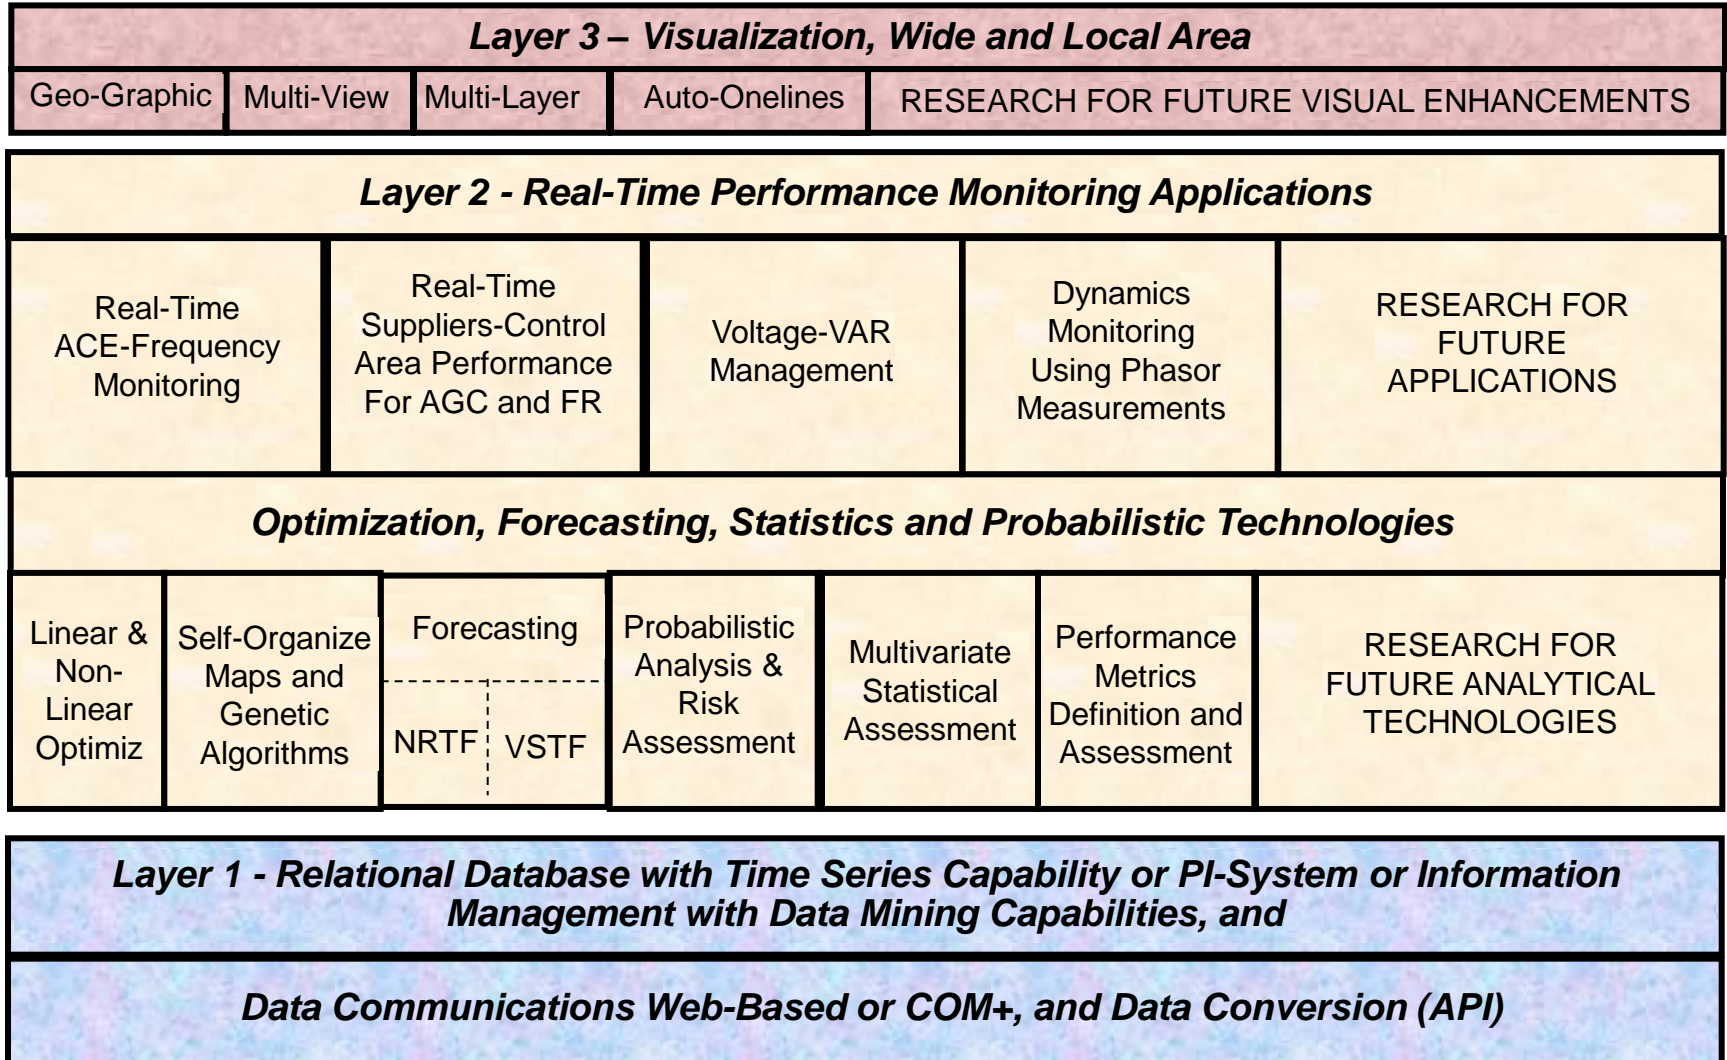 Layer 3 – Visualization, Wide and Local Area
Geo-Graphic
Multi-View
Multi-Layer
Auto-Onelines
RESEARCH FOR FUTURE VISUAL ENHANCEMENTS
Layer 2 - Real-Time Performance Monitoring Applications
Real-Time
ACE-Frequency
Monitoring
Real-Time
Suppliers-Control
Area Performance
For AGC and FR
Voltage-VAR
Management
Dynamics
Monitoring
Using Phasor
Measurements
RESEARCH FOR
FUTURE
APPLICATIONS
Optimization, Forecasting, Statistics and Probabilistic Technologies
Linear &
Non-
Linear
Optimiz
Self-Organize
Maps and
Genetic
Algorithms
Forecasting
NRTF
VSTF
Probabilistic
Analysis &
Risk
Assessment
Multivariate
Statistical
Assessment
Performance
Metrics
Definition and
Assessment
RESEARCH FOR
FUTURE ANALYTICAL
TECHNOLOGIES
Layer 1 - Relational Database with Time Series Capability or PI-System or Information
Management with Data Mining Capabilities, and
Data Communications Web-Based or COM+, and Data Conversion (API)